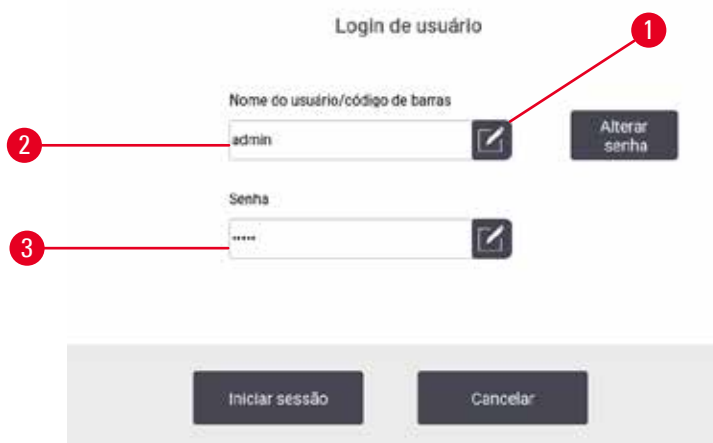 Login de usuário
1
Nome do usuário/código de barras
2
admin
Alterar
senha
Senha
3
•••••
Iniciar sessão
Cancelar